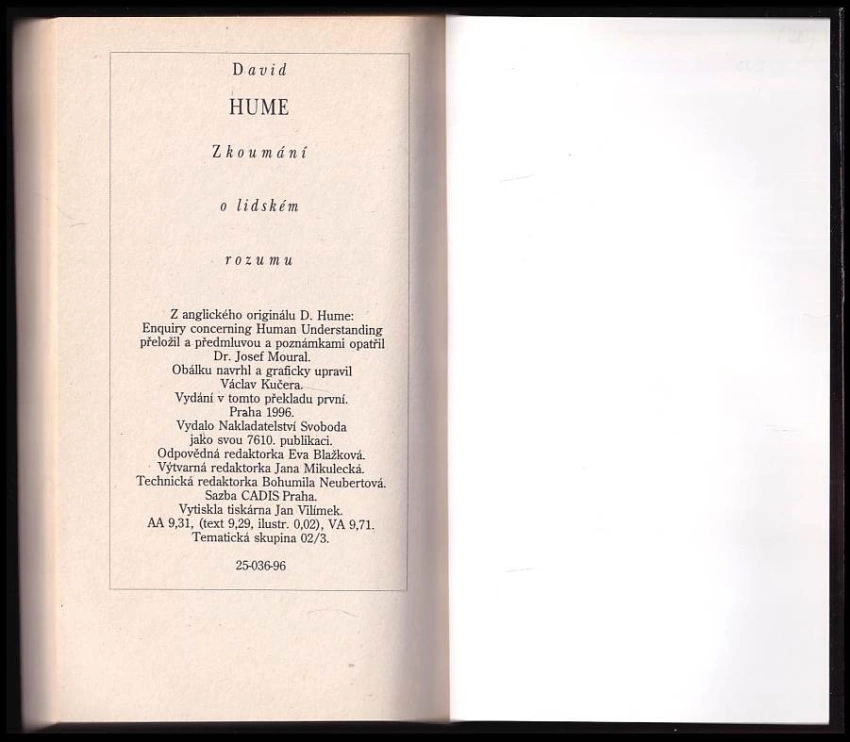 David
HUME
Zkoumání
o lidském
rozumu
Z anglického originálu D. Hume:
Enquiry concerning Human Understanding
přeložil a předmluvou a poznámkami opatřil
Dr. Josef Moural.
Obálku navrhl a graficky upravil
Václav Kučera.
Vydání v tomto překladu první.
Praha 1996.
Vydalo Nakladatelství Svoboda
jako svou 7610. publikaci.
Odpovědná redaktorka Eva Blažková.
Výtvarná redaktorka Jana Mikulecká.
Technická redaktorka Bohumila Neubertová.
Sazba CADIS Praha.
Vytiskla tiskárna Jan Vilímek.
AA 9,31, (text 9,29, ilustr. 0,02), VA 9,71.
Tematická skupina 02/3.
25-036-96